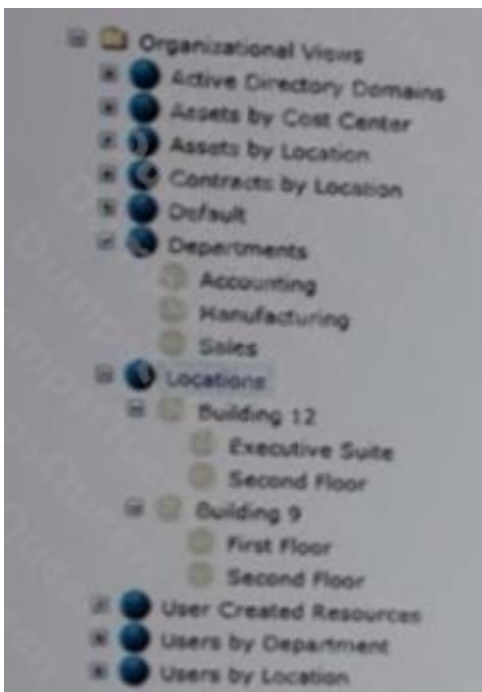 Organizational Views
Active Directory Domains
Assets by Cost Center
Assets by Location
Contracts by Location
Default
Departments
Accounting
Manufacturing
Sales
Locations
Building 12
Executive Suite
Second Floor
Building 9
First Floor
Second Floor
User Created Resources
Users by Department
Users by Location